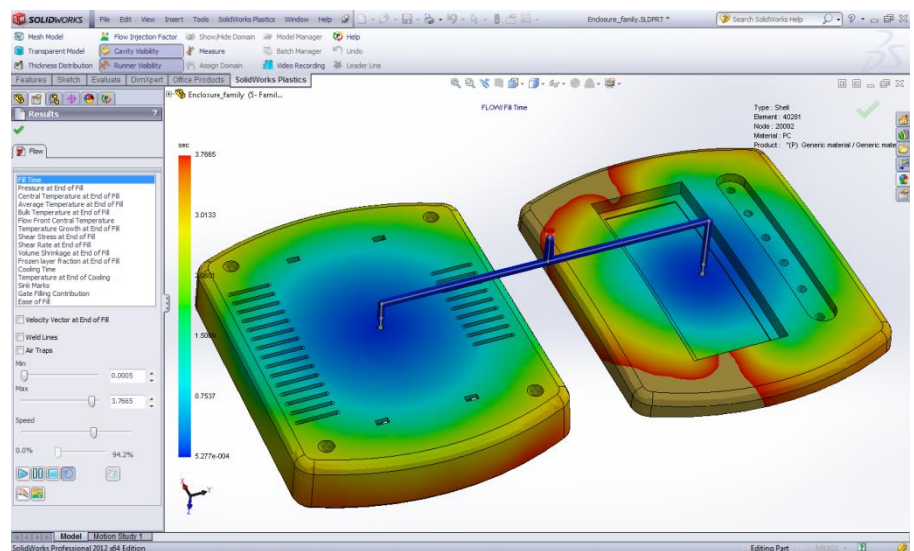 SOLIDWORKS File Edit View Insert Tools SolidWorks Plastics Window Help Enclosure_family.SLDPRT * Search SolidWorks Help
Mesh Model Flow Injection Factor Show/Hide Domain Model Manager Help
Transparent Model Cavity Visibility Measure Batch Manager Undo
Thickness Distribution Runner Visibility Assign Domain Video Recording Leader Line
Features Sketch Evaluate DimXpert Office Products SolidWorks Plastics
Enclosure_family (5- Famil...
Results ?
Flow
FLOW/Fill Time
Type : Shell
Element : 40281
Node : 20092
Material : PC
Product : "(P) Generic material / Generic mate
Fill Time
Pressure at End of Fill
Central Temperature at End of Fill
Average Temperature at End of Fill
Bulk Temperature at End of Fill
Flow Front Central Temperature
Temperature Growth at End of Fill
Shear Stress at End of Fill
Shear Rate at End of Fill
Volume Shrinkage at End of Fill
Frozen layer fraction at End of Fill
Cooling Time
Temperature at End of Cooling
Sink Marks
Gate Filling Contribution
Ease of Fill
Velocity Vector at End of Fill
Weld Lines
Air Traps
Min
0.0005
Max
3.7665
Speed
0.0% 94.2%
sec
3.7665
3.0133
0.7537
5.277e-004
X Y Z
Model Motion Study 1
SolidWorks Professional 2012 x64 Edition Editing Part